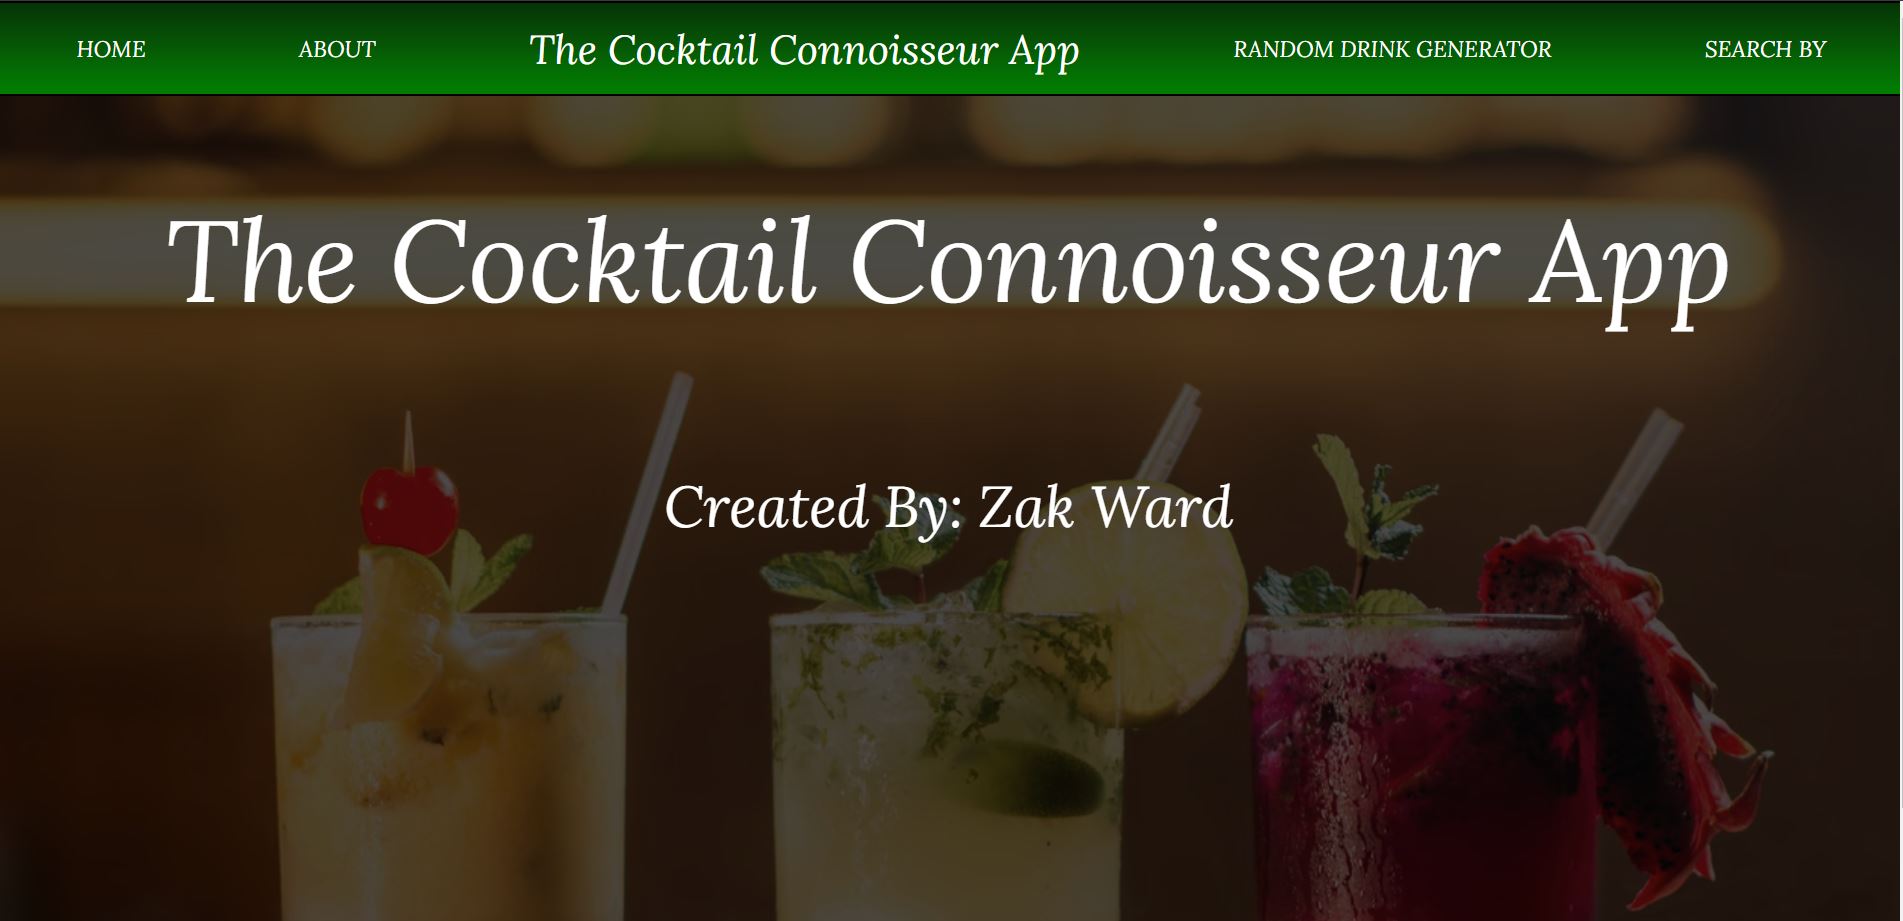 HOME ABOUT The Cocktail Connoisseur App RANDOM DRINK GENERATOR SEARCH BY
The Cocktail Connoisseur App
Created By: Zak Ward